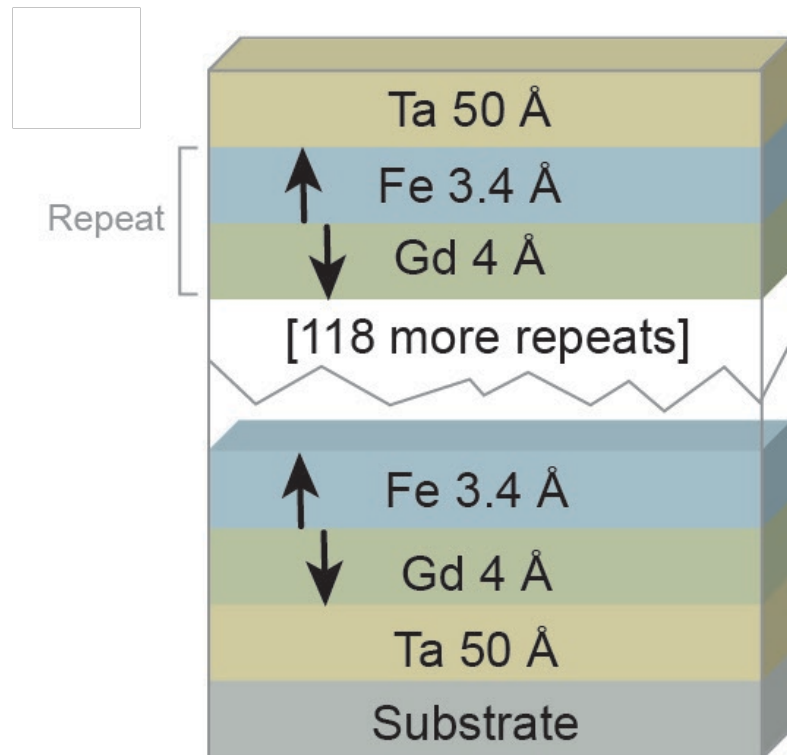 Ta 50 Å
Repeat
Fe 3.4 Å
Gd 4 Å
[118 more repeats]
Fe 3.4 Å
Gd 4 Å
Ta 50 Å
Substrate